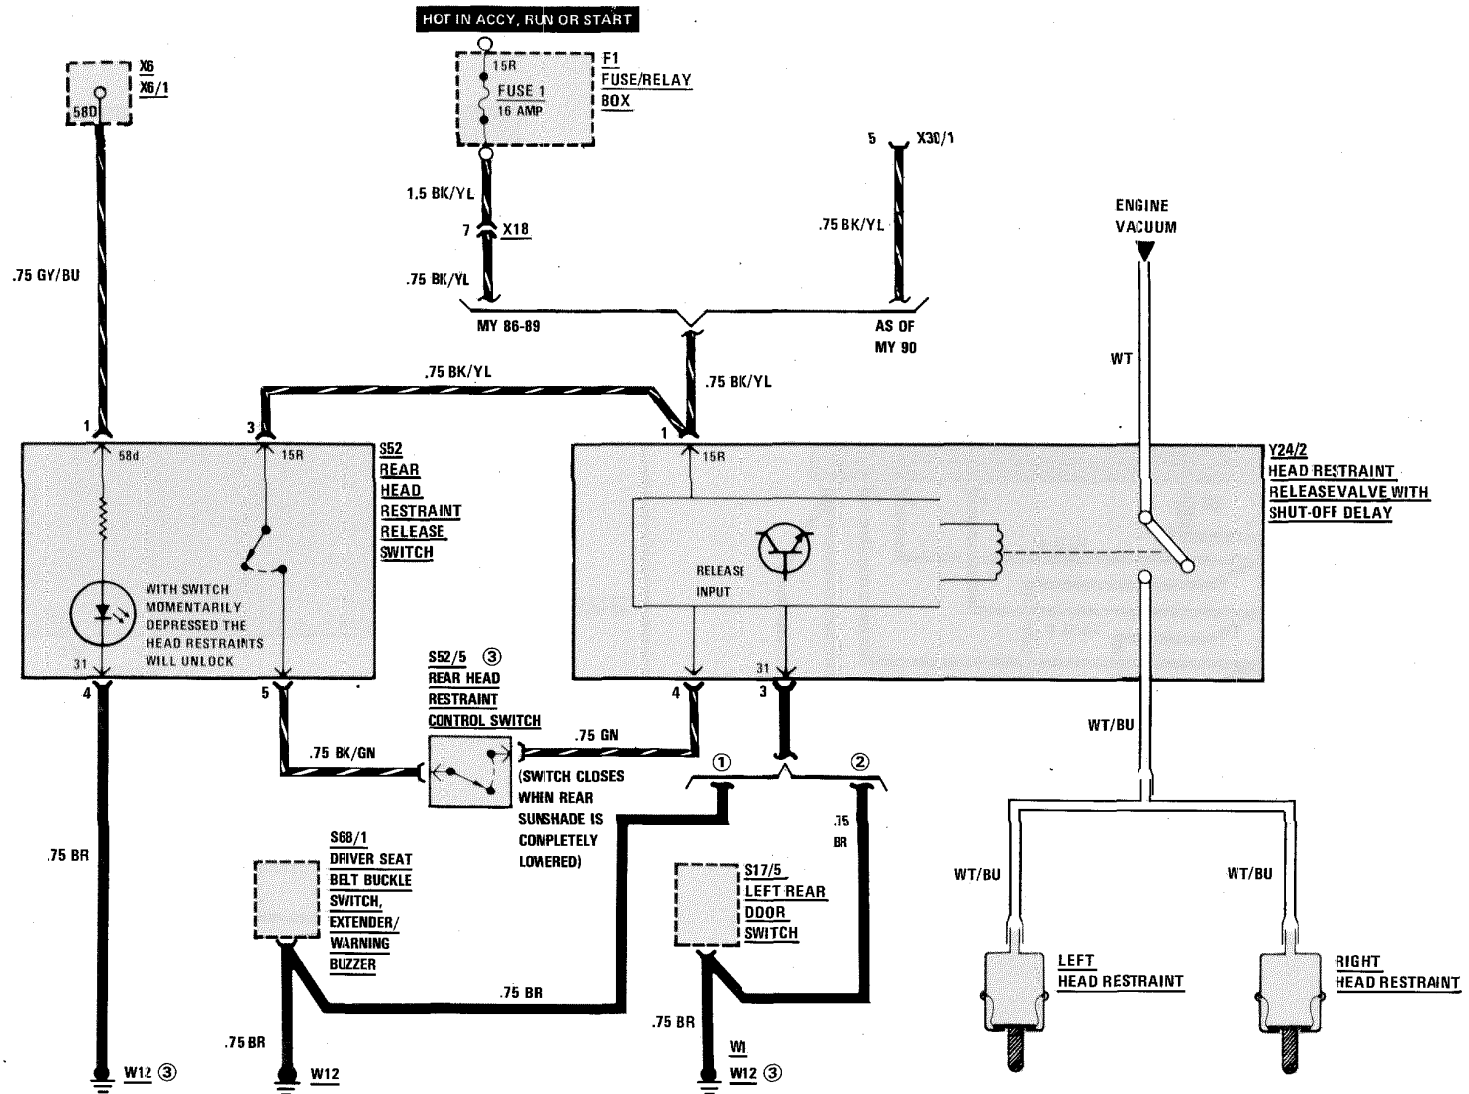 HOT IN ACCY, RUN OR START
X6
X6/1
58D
15R
FUSE 1
16 AMP
F1
FUSE/RELAY
BOX
5
X30/1
1.5 BK/YL
7
X18
.75 BK/YL
.75 BK/YL
ENGINE
VACUUM
.75 GY/BU
MY 86-89
AS OF
MY 90
WT
.75 BK/YL
.75 BK/YL
1
3
1
58d
15R
S52
REAR
HEAD
RESTRAINT
RELEASE
SWITCH
15R
Y24/2
HEAD RESTRAINT
RELEASEVALVE WITH
SHUT-OFF DELAY
RELEASE
INPUT
WITH SWITCH
MOMENTARILY
DEPRESSED THE
HEAD RESTRAINTS
WILL UNLOCK
31
4
5
S52/5 ③
REAR HEAD
RESTRAINT
CONTROL SWITCH
31
4
3
.75 BK/GN
.75 GN
WT/BU
(SWITCH CLOSES
WHEN REAR
SUNSHADE IS
COMPLETELY
LOWERED)
①
②
.75
BR
.75 BR
S68/1
DRIVER SEAT
BELT BUCKLE
SWITCH,
EXTENDER/
WARNING
BUZZER
S17/5
LEFT REAR
DOOR
SWITCH
WT/BU
WT/BU
.75 BR
.75 BR
.75 BR
LEFT
HEAD RESTRAINT
RIGHT
HEAD RESTRAINT
W12 ③
W12
W1
W12 ③